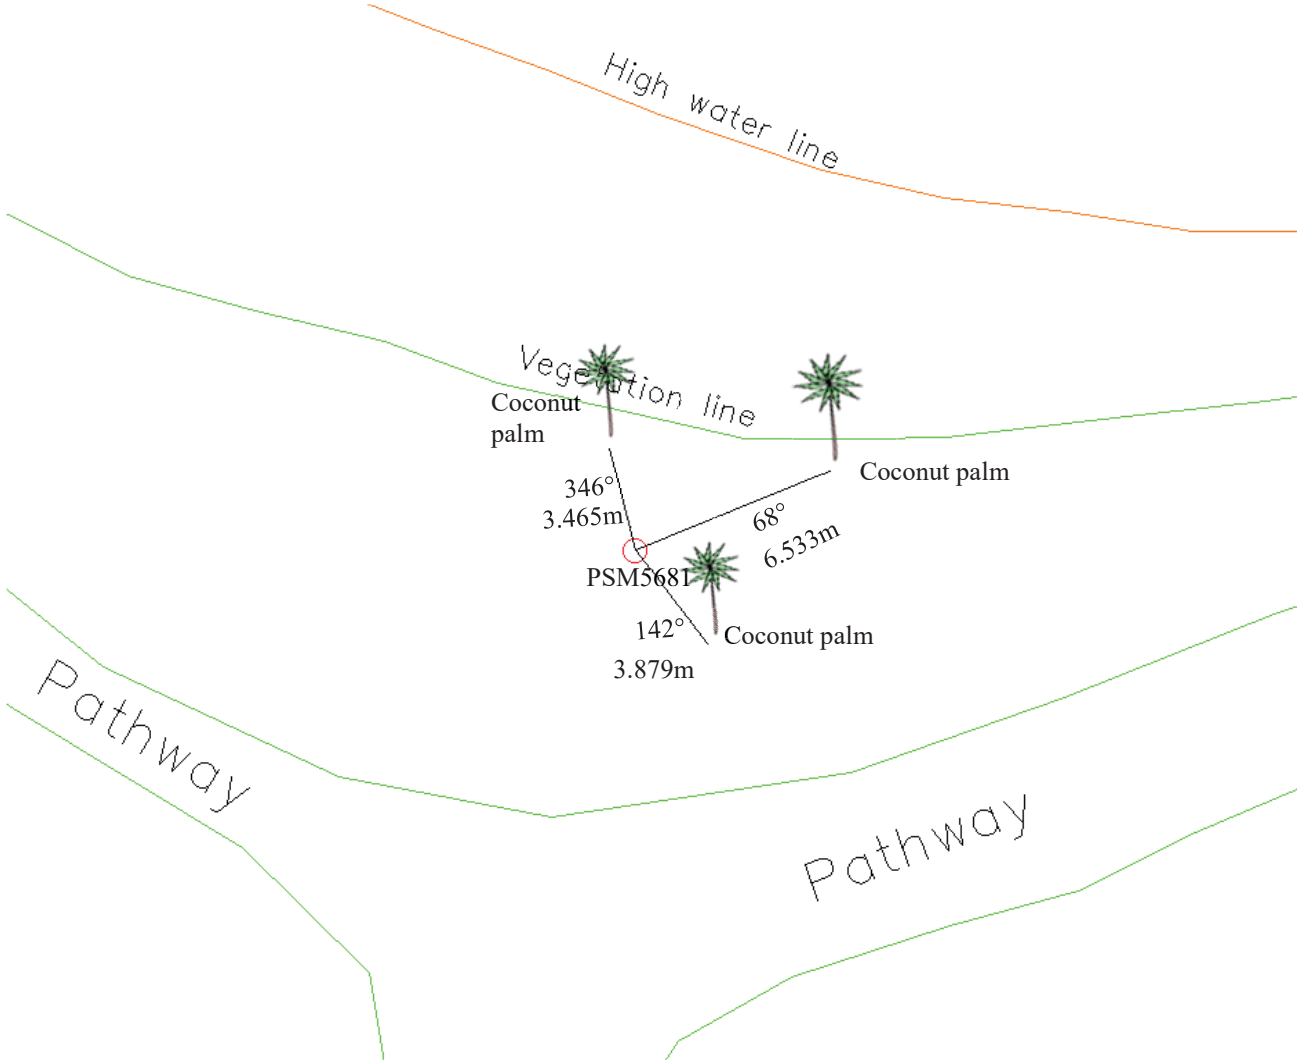 High water line
Vegetation line
Coconut
palm
346°
3.465m
Coconut palm
68°
6.533m
PSM5681
142°
Coconut palm
3.879m
Pathway
Pathway